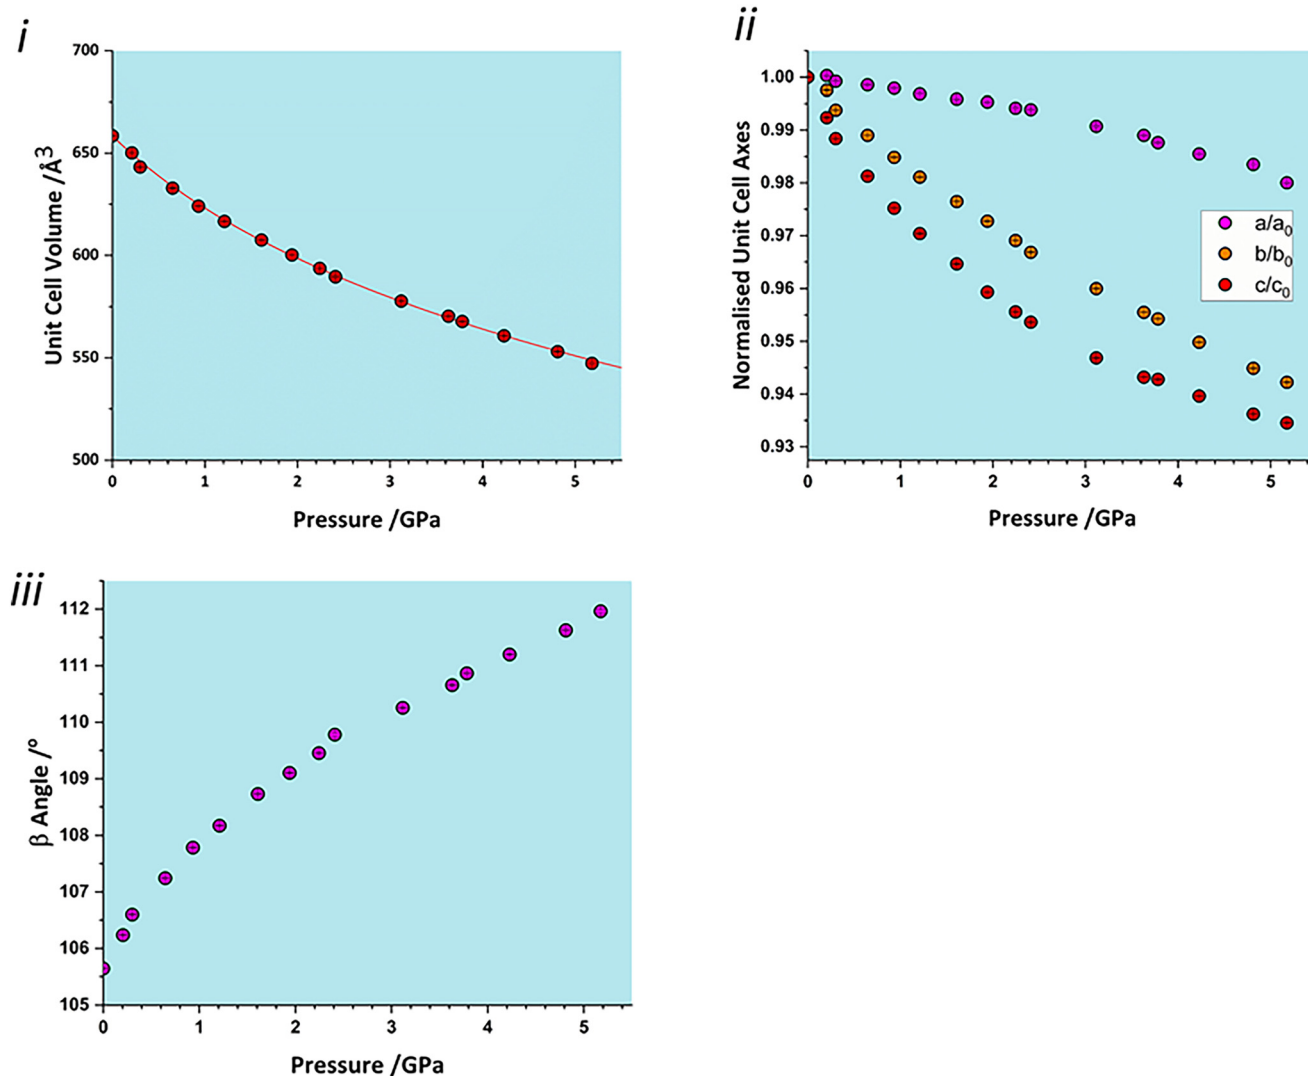 i
700
650
600
550
500
Unit Cell Volume /Å3
0 1 2 3 4 5
Pressure /GPa
ii
1.00
0.99
0.98
0.97
0.96
0.95
0.94
0.93
Normalised Unit Cell Axes
a/a0
b/b0
c/c0
0 1 2 3 4 5
Pressure /GPa
iii
112
111
110
109
108
107
106
105
β Angle /°
0 1 2 3 4 5
Pressure /GPa